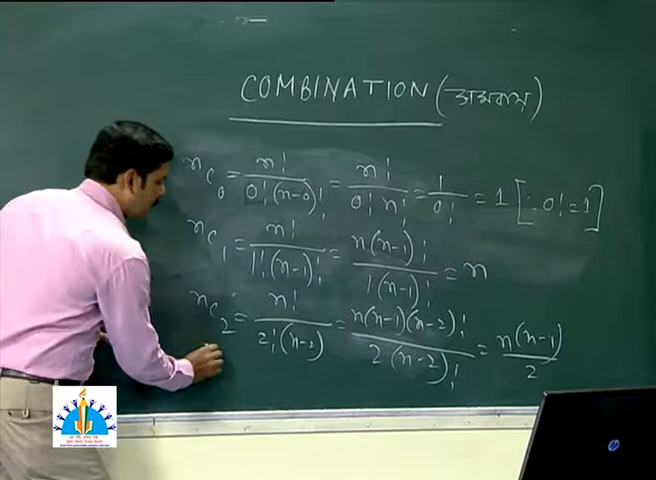 COMBINATION (সমবায়)
ⁿC₀ = n!/0!(n-0)! = n!/0! n! = 1/0! = 1 [∵ 0! = 1]
ⁿC₁ = n!/1!(n-1)! = n(n-1)!/1(n-1)! = n
ⁿC₂ = n!/2!(n-2) = n(n-1)(n-2)!/2(n-2)! = n(n-1)/2
hp